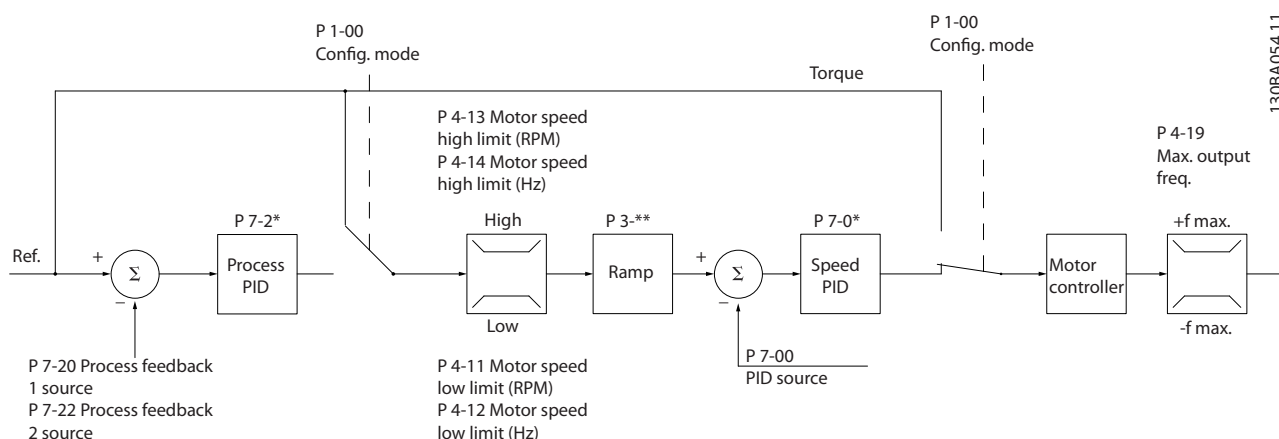 P 1-00
Config. mode
P 1-00
Config. mode
130BA054.11
Torque
P 4-13 Motor speed
high limit (RPM)
P 4-14 Motor speed
high limit (Hz)
P 4-19
Max. output
freq.
P 7-2*
High
P 3-**
P 7-0*
+f max.
Ref.
+
Σ
_
Process
PID
Ramp
+
Σ
_
Speed
PID
Motor
controller
Low
-f max.
P 7-20 Process feedback
1 source
P 7-22 Process feedback
2 source
P 4-11 Motor speed
low limit (RPM)
P 4-12 Motor speed
low limit (Hz)
P 7-00
PID source